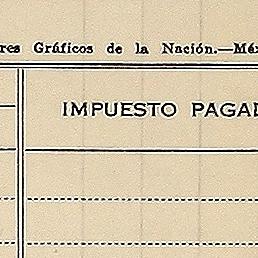 res Gráficos de la Nación.—Méx
IMPUESTO PAGAD